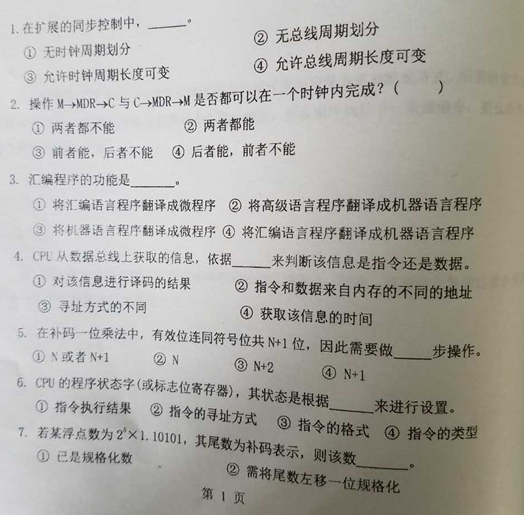 1. 在扩展的同步控制中，______。
① 无时钟周期划分 ② 无总线周期划分
③ 允许时钟周期长度可变 ④ 允许总线周期长度可变
2. 操作 M→MDR→C 与 C→MDR→M 是否都可以在一个时钟内完成？（ ）
① 两者都不能 ② 两者都能
③ 前者能，后者不能 ④ 后者能，前者不能
3. 汇编程序的功能是______。
① 将汇编语言程序翻译成微程序 ② 将高级语言程序翻译成机器语言程序
③ 将机器语言程序翻译成微程序 ④ 将汇编语言程序翻译成机器语言程序
4. CPU 从数据总线上获取的信息，依据______来判断该信息是指令还是数据。
① 对该信息进行译码的结果 ② 指令和数据来自内存的不同的地址
③ 寻址方式的不同 ④ 获取该信息的时间
5. 在补码一位乘法中，有效位连同符号位共 N+1 位，因此需要做______步操作。
① N 或者 N+1 ② N ③ N+2 ④ N+1
6. CPU 的程序状态字(或标志位寄存器)，其状态是根据______来进行设置。
① 指令执行结果 ② 指令的寻址方式 ③ 指令的格式 ④ 指令的类型
7. 若某浮点数为 ×1.10101，其尾数为补码表示，则该数______。
① 已是规格化数 ② 需将尾数左移一位规格化
第 1 页